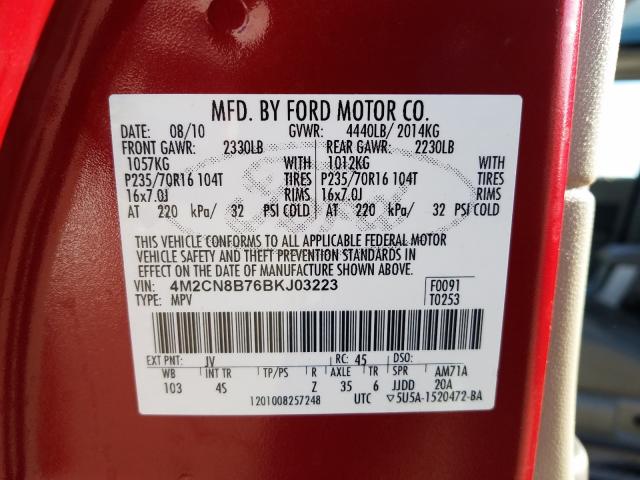 MFD. BY FORD MOTOR CO.
DATE: 08/10 GVWR: 4440LB/ 2014KG
FRONT GAWR: 2330LB REAR GAWR: 2230LB
1057KG WITH 1012KG WITH
P235/70R16 104T TIRES P235/70R16 104T TIRES
16x7.0J RIMS 16x7.0J RIMS
AT 220 kPa/ 32 PSI COLD AT 220 kPa/ 32 PSI COLD
THIS VEHICLE CONFORMS TO ALL APPLICABLE FEDERAL MOTOR
VEHICLE SAFETY AND THEFT PREVENTION STANDARDS IN
EFFECT ON THE DATE OF MANUFACTURE SHOWN ABOVE.
VIN: 4M2CN8B76BKJ03223 F0091
TYPE: MPV T0253
EXT PNT: JV RC: 45 DSO:
WB INT TR TP/PS R AXLE TR SPR AM71A
103 4S Z 35 6 JJDD 20A
1201008257248 UTC ▽5U5A-1520472-BA